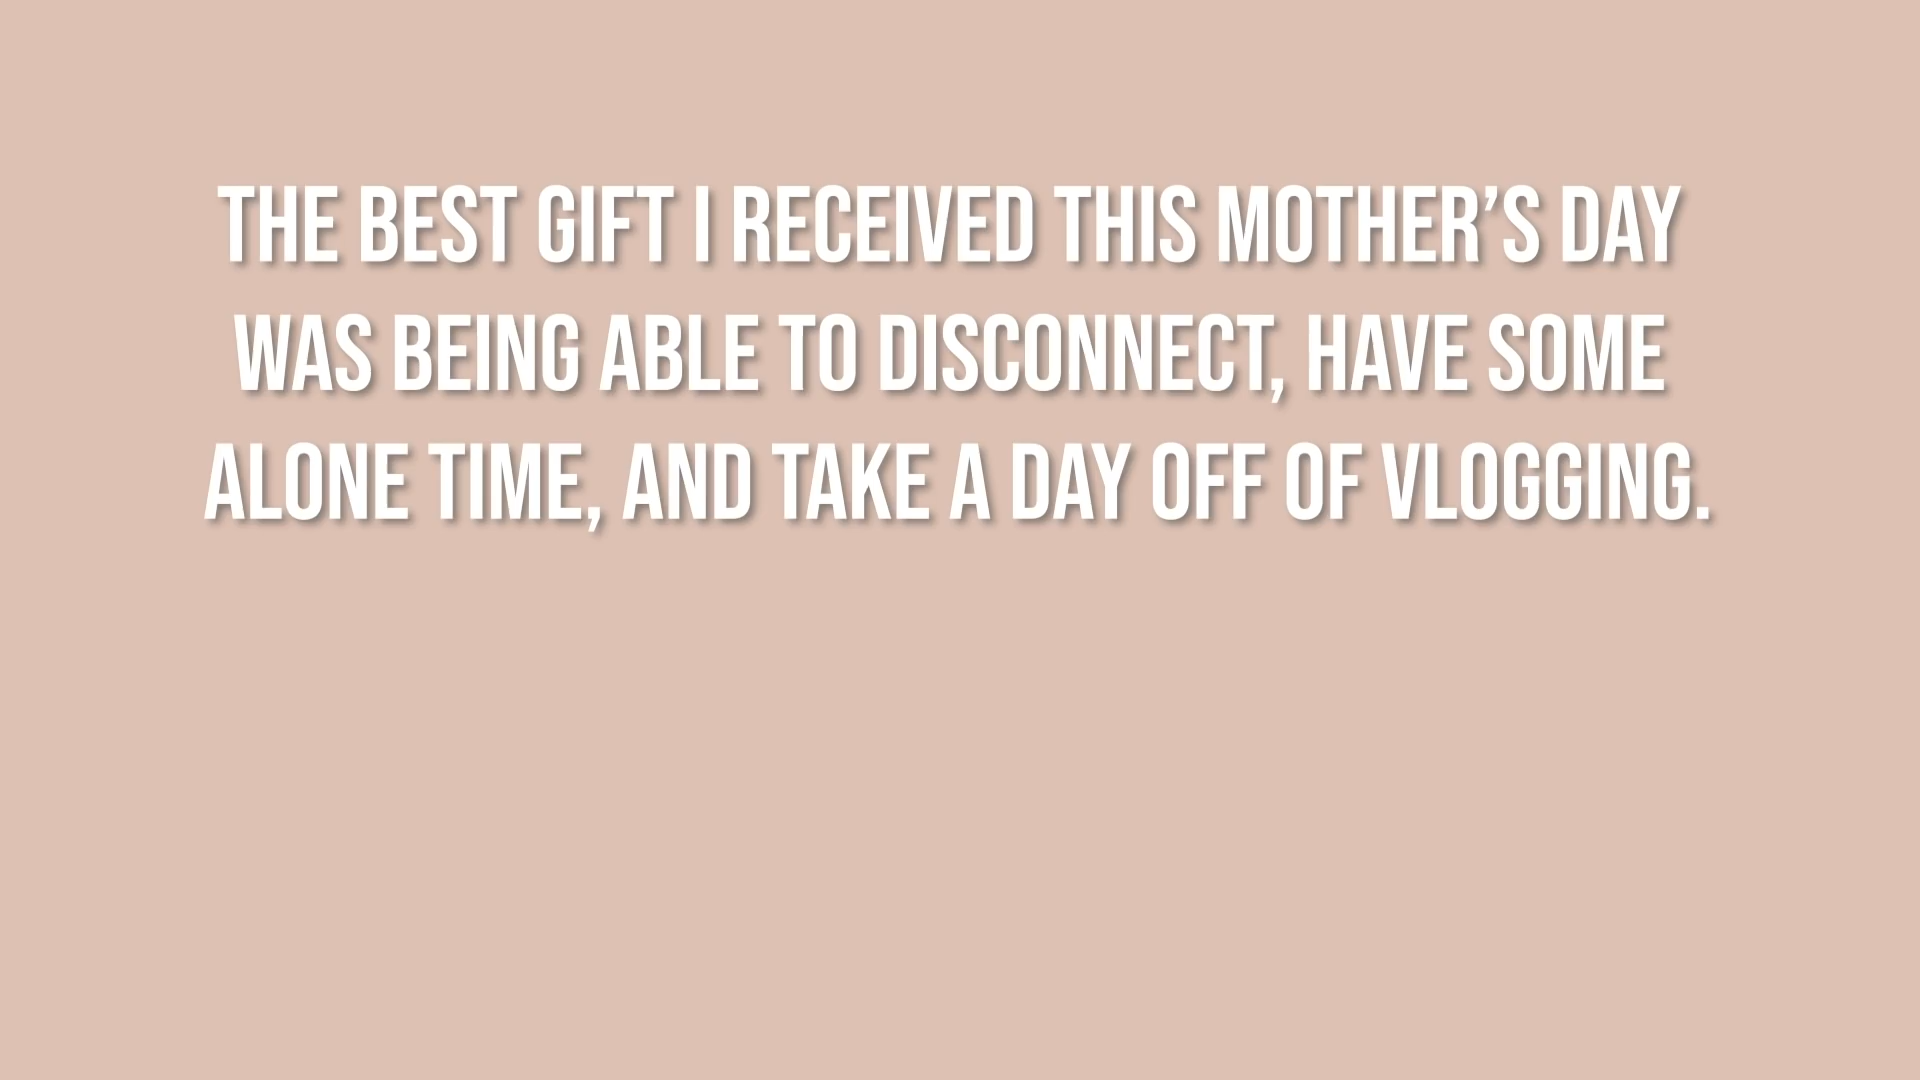 THE BEST GIFT I RECEIVED THIS MOTHER’S DAY
WAS BEING ABLE TO DISCONNECT, HAVE SOME
ALONE TIME, AND TAKE A DAY OFF OF VLOGGING.